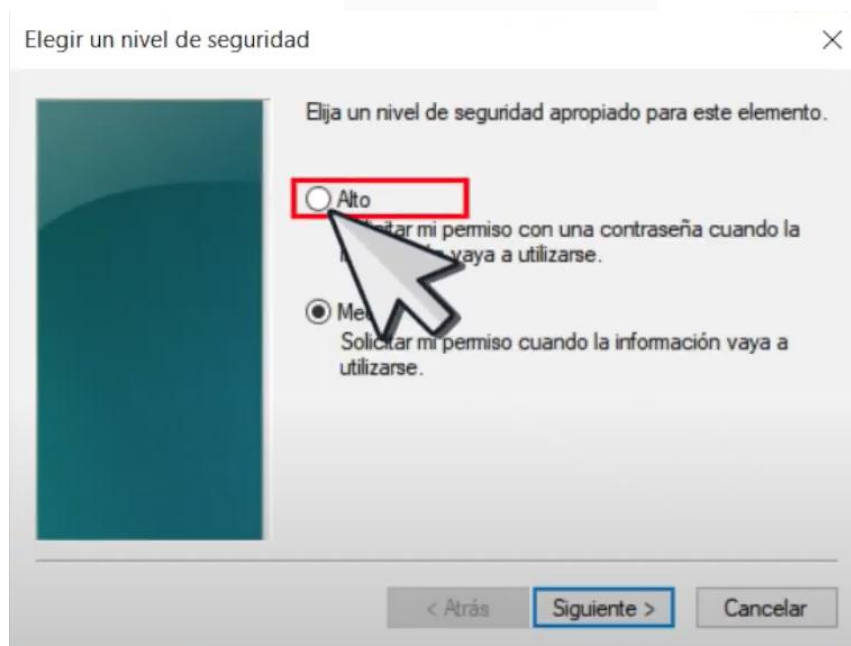 Elegir un nivel de seguridad
Elija un nivel de seguridad apropiado para este elemento.
Alto
mi permiso con una contraseña cuando la
vaya a utilizarse.
Solicitar mi permiso cuando la información vaya a
utilizarse.
< Atrás Siguiente > Cancelar